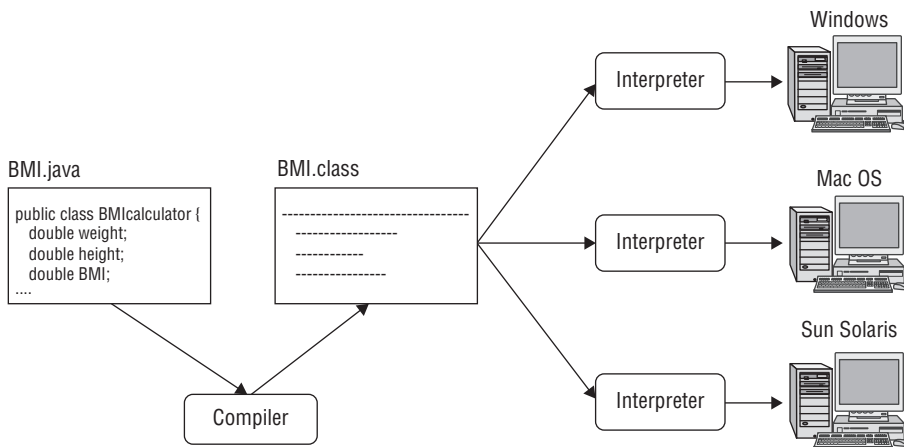 Windows
Interpreter
BMI.java
BMI.class
Mac OS
public class BMIcalculator {
double weight;
double height;
double BMI;
....
Interpreter
Sun Solaris
Compiler
Interpreter